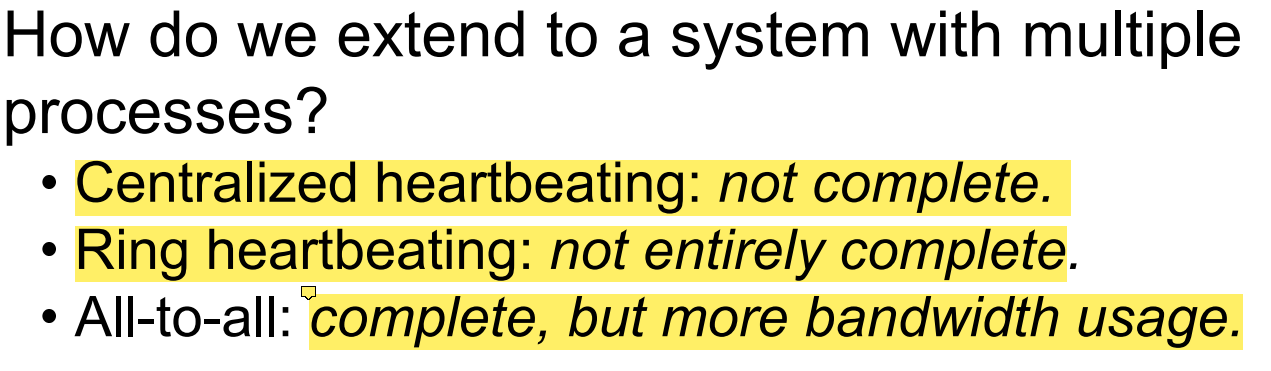 How do we extend to a system with multiple
processes?
• Centralized heartbeating: not complete.
• Ring heartbeating: not entirely complete.
• All-to-all: complete, but more bandwidth usage.